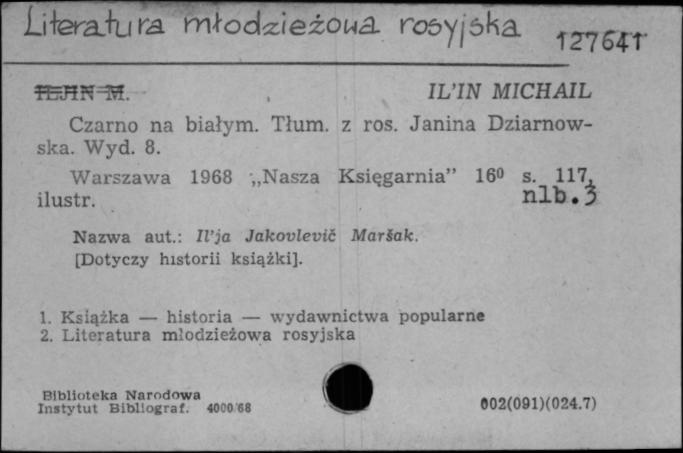 Literatura młodzieżowa rosyjska
127641
IL'IN MICHAIL
Czarno na białym. Tłum. z ros. Janina Dziarnow-
ska. Wyd. 8.
Warszawa 1968 „Nasza Księgarnia” 16⁰ s. 117,
ilustr. nlb. 3
Nazwa aut.: Il'ja Jakovlevič Maršak.
[Dotyczy historii książki].
1. Książka — historia — wydawnictwa popularne
2. Literatura młodzieżowa rosyjska
Biblioteka Narodowa
Instytut Bibliograf. 4000/68
002(091)(024.7)